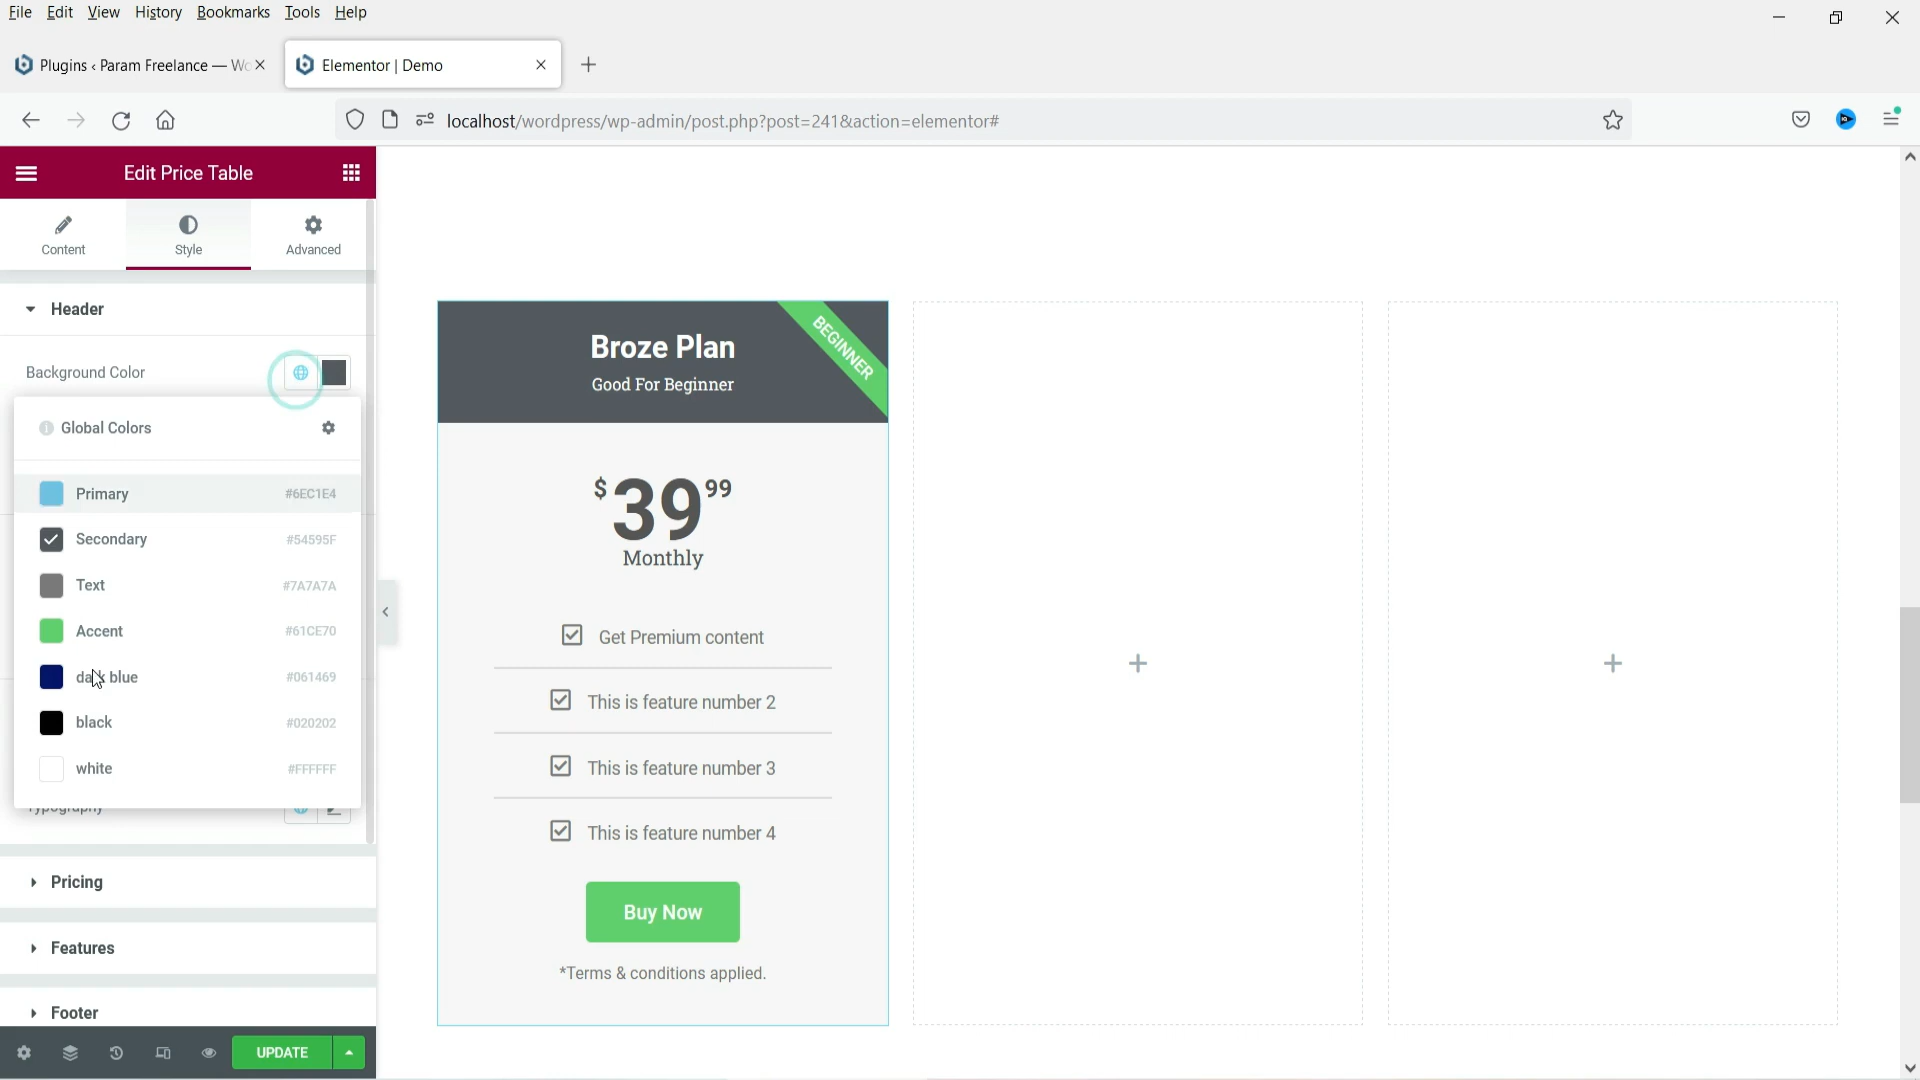 File Edit View History Bookmarks Tools Help
Plugins ‹ Param Freelance — Wo
Elementor | Demo
localhost/wordpress/wp-admin/post.php?post=241&action=elementor#
Edit Price Table
Content
Style
Advanced
Header
Background Color
Global Colors
Primary #6EC1E4
Secondary #54595F
Text #7A7A7A
Accent #61CE70
dark blue #061469
black #020202
white #FFFFFF
Typography
Pricing
Features
Footer
UPDATE
Broze Plan
Good For Beginner
BEGINNER
$3999
Monthly
Get Premium content
This is feature number 2
This is feature number 3
This is feature number 4
Buy Now
*Terms & conditions applied.